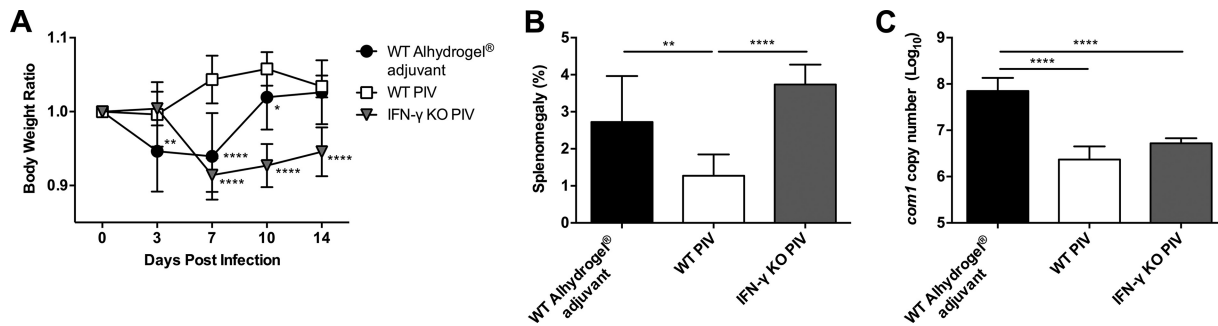 A
Body Weight Ratio
1.1
1.0
0.9
**
****
****
*
****
****
0 3 7 10 14
Days Post Infection
WT Alhydrogel®
adjuvant
WT PIV
IFN-γ KO PIV
B
Splenomegaly (%)
5
4
3
2
1
0
** ****
WT Alhydrogel®
adjuvant
WT PIV
IFN-γ KO PIV
C
com1 copy number (Log10)
9
8
7
6
5
****
****
WT Alhydrogel®
adjuvant
WT PIV
IFN-γ KO PIV